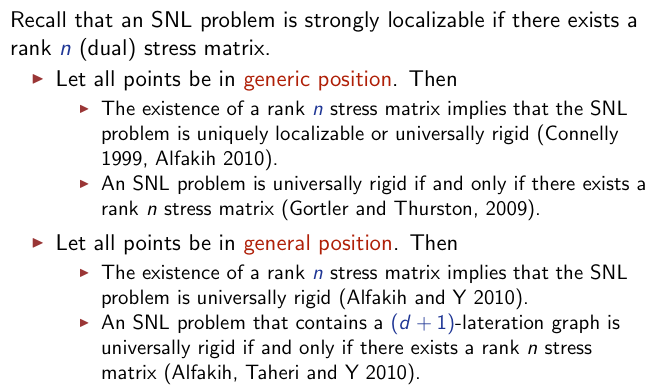 Recall that an SNL problem is strongly localizable if there exists a
rank n (dual) stress matrix.
▶ Let all points be in generic position. Then
▶ The existence of a rank n stress matrix implies that the SNL
problem is uniquely localizable or universally rigid (Connelly
1999, Alfakih 2010).
▶ An SNL problem is universally rigid if and only if there exists a
rank n stress matrix (Gortler and Thurston, 2009).
▶ Let all points be in general position. Then
▶ The existence of a rank n stress matrix implies that the SNL
problem is universally rigid (Alfakih and Y 2010).
▶ An SNL problem that contains a (d + 1)-lateration graph is
universally rigid if and only if there exists a rank n stress
matrix (Alfakih, Taheri and Y 2010).